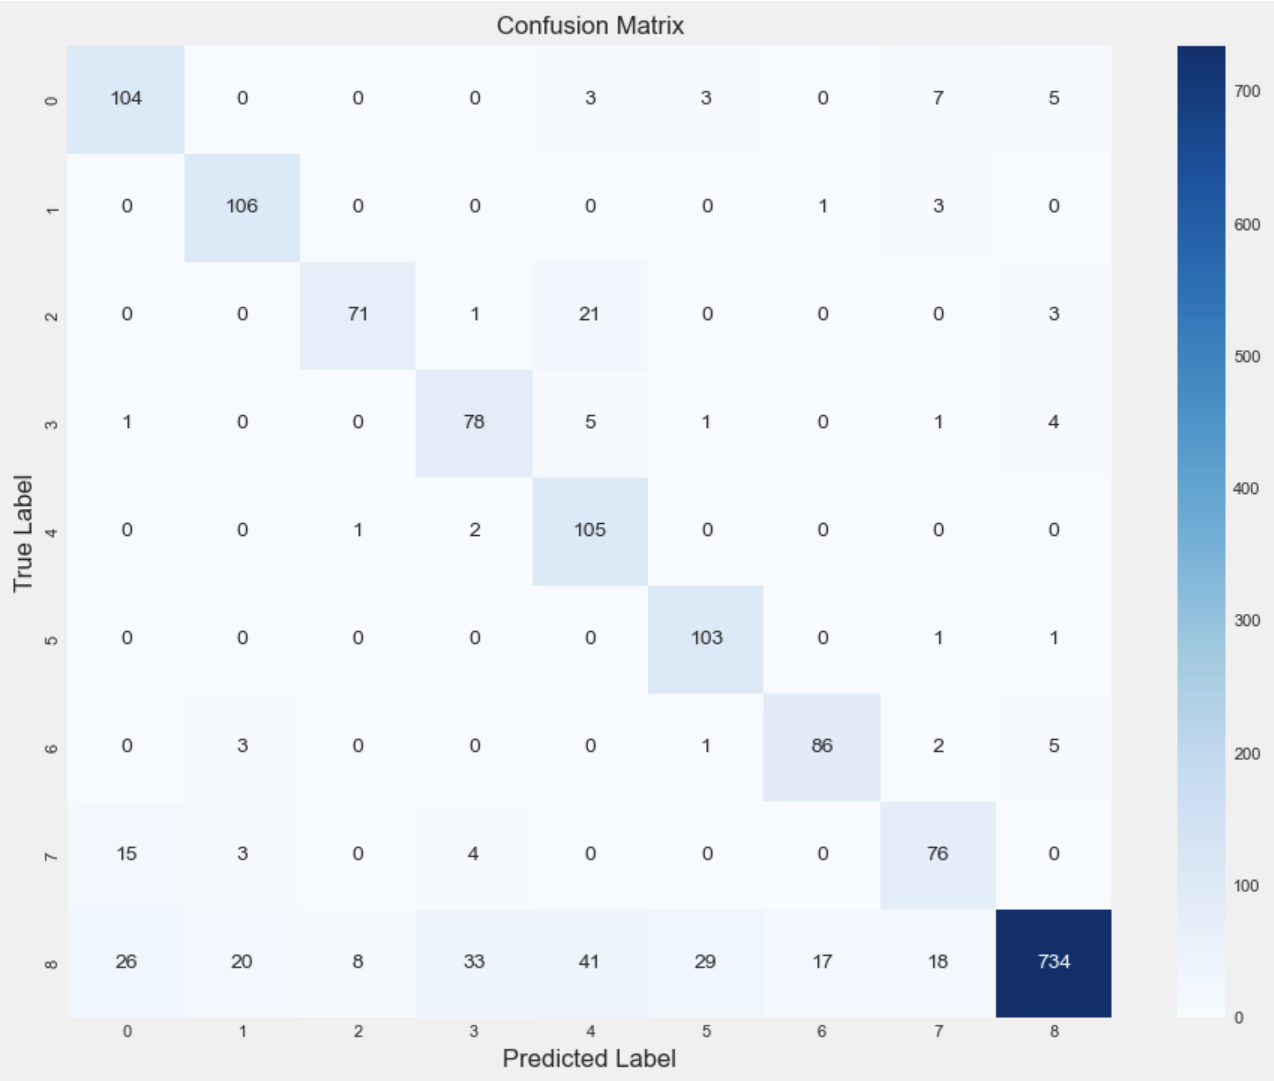 Confusion Matrix
0 104 0 0 0 3 3 0 7 5
1 0 106 0 0 0 0 1 3 0
2 0 0 71 1 21 0 0 0 3
3 1 0 0 78 5 1 0 1 4
4 0 0 1 2 105 0 0 0 0
5 0 0 0 0 0 103 0 1 1
6 0 3 0 0 0 1 86 2 5
7 15 3 0 4 0 0 0 76 0
8 26 20 8 33 41 29 17 18 734
0 1 2 3 4 5 6 7 8
True Label
Predicted Label
700
600
500
400
300
200
100
0